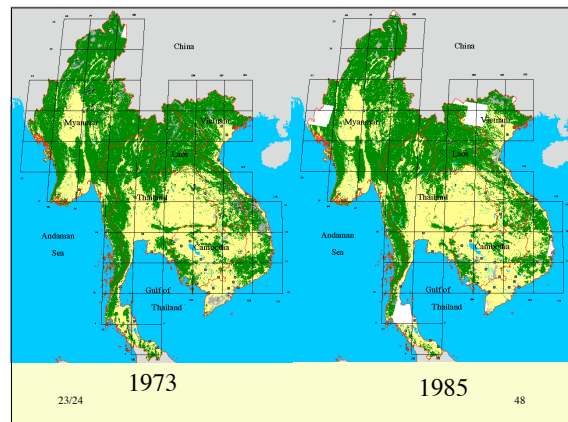 China
Myanmar
Vietnam
Laos
Thailand
Andaman
Sea
Cambodia
Gulf of
Thailand
China
Myanmar
Vietnam
Laos
Thailand
Andaman
Sea
Cambodia
Gulf of
Thailand
1973
1985
23/24
48